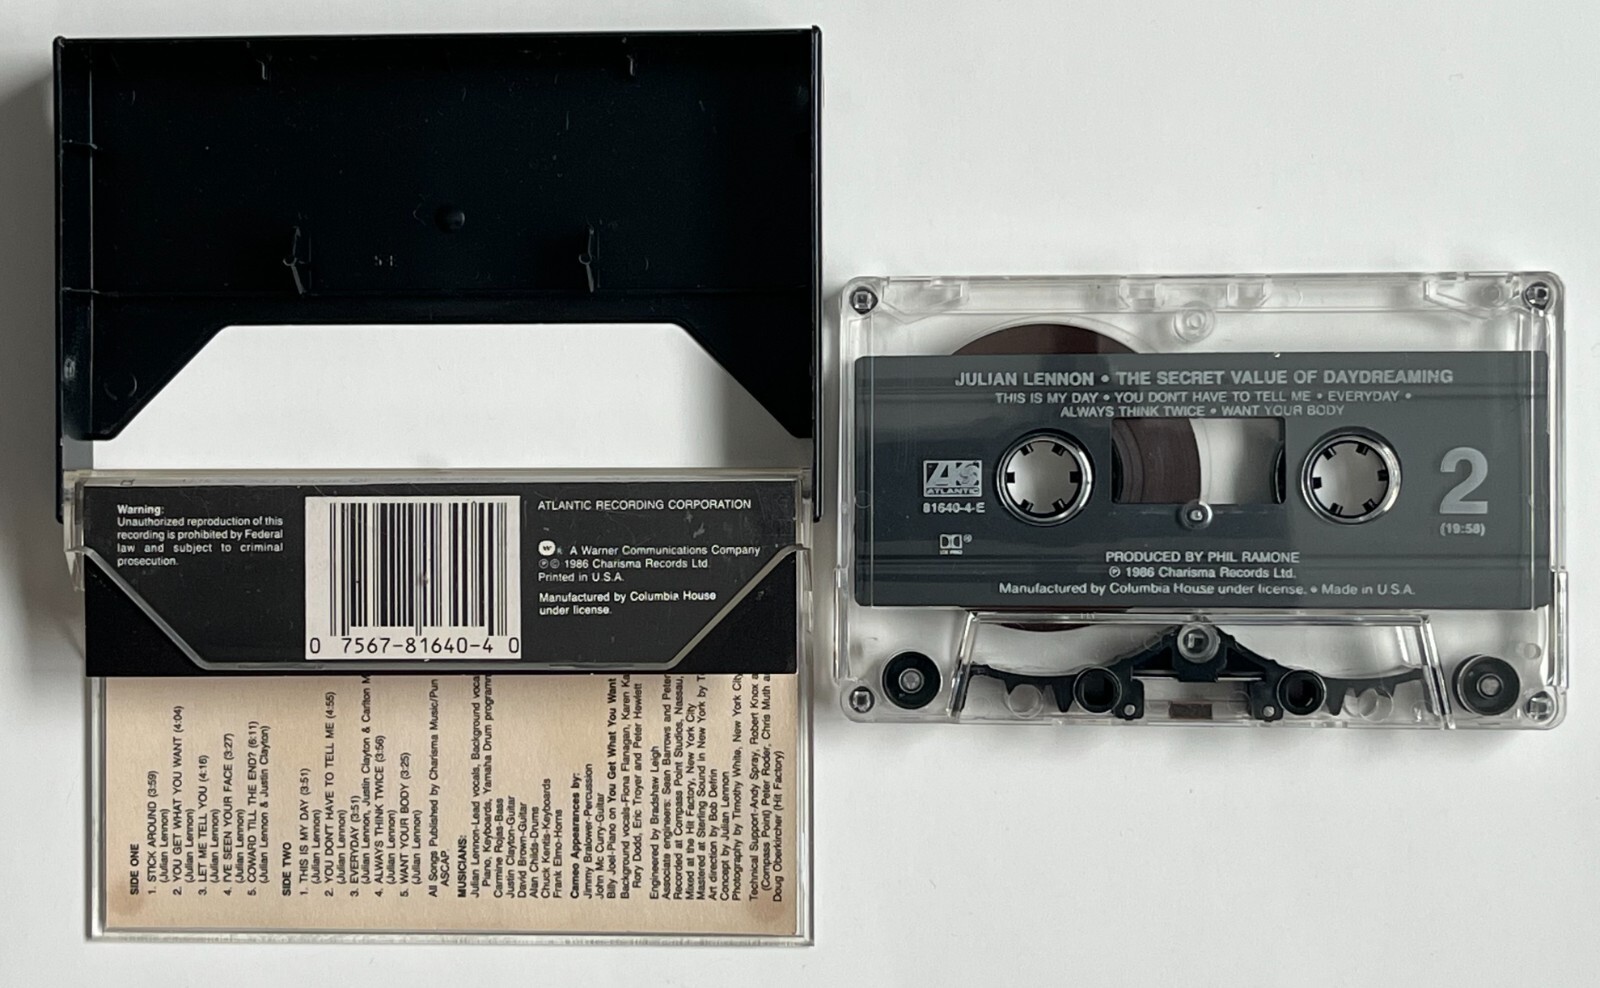 Warning:
Unauthorized reproduction of this
recording is prohibited by Federal
law and subject to criminal
prosecution.
0 7567-81640-4 0
ATLANTIC RECORDING CORPORATION
A Warner Communications Company
℗ © 1986 Charisma Records Ltd.
Printed in U.S.A.
Manufactured by Columbia House
under license.
SIDE ONE
1. STICK AROUND (3:59)
(Julian Lennon)
2. YOU GET WHAT YOU WANT (4:04)
(Julian Lennon)
3. LET ME TELL YOU (4:16)
(Julian Lennon)
4. I'VE SEEN YOUR FACE (3:27)
(Julian Lennon)
5. COWARD TILL THE END? (6:11)
(Julian Lennon & Justin Clayton)
SIDE TWO
1. THIS IS MY DAY (3:51)
(Julian Lennon)
2. YOU DON'T HAVE TO TELL ME (4:55)
(Julian Lennon)
3. EVERYDAY (3:51)
(Julian Lennon, Justin Clayton & Carlton M
4. ALWAYS THINK TWICE (3:56)
(Julian Lennon)
5. WANT YOUR BODY (3:25)
(Julian Lennon)
All Songs Published by Charisma Music/Pun
ASCAP.
MUSICIANS:
Julian Lennon-Lead vocals, Background voca
Piano, Keyboards, Yamaha Drum programm
Carmine Rojas-Bass
Justin Clayton-Guitar
David Brown-Guitar
Alan Childs-Drums
Chuck Kentis-Keyboards
Frank Elmo-Horns
Cameo Appearances by:
Jimmy Bralower-Percussion
John Mc Curry-Guitar
Billy Joel-Piano on You Get What You Want
Background vocals-Fiona Flanagan, Karen Ka
Rory Dodd, Eric Troyer and Peter Hewlett
Engineered by Bradshaw Leigh
Associate engineers: Sean Barrows and Peter
Recorded at Compass Point Studios, Nassau,
Mixed at the Hit Factory, New York City
Mastered at Sterling Sound in New York by T
Art direction by Bob Defrin
Concept by Julian Lennon
Photography by Timothy White, New York City
Technical Support-Andy Spray, Robert Knox a
(Compass Point) Peter Roder, Chris Muth a
Doug Oberkircher (Hit Factory)
JULIAN LENNON • THE SECRET VALUE OF DAYDREAMING
THIS IS MY DAY • YOU DON'T HAVE TO TELL ME • EVERYDAY •
ALWAYS THINK TWICE • WANT YOUR BODY
ATLANTIC
81640-4-E
2
(19:58)
PRODUCED BY PHIL RAMONE
℗ 1986 Charisma Records Ltd.
Manufactured by Columbia House under license. • Made in U.S.A.